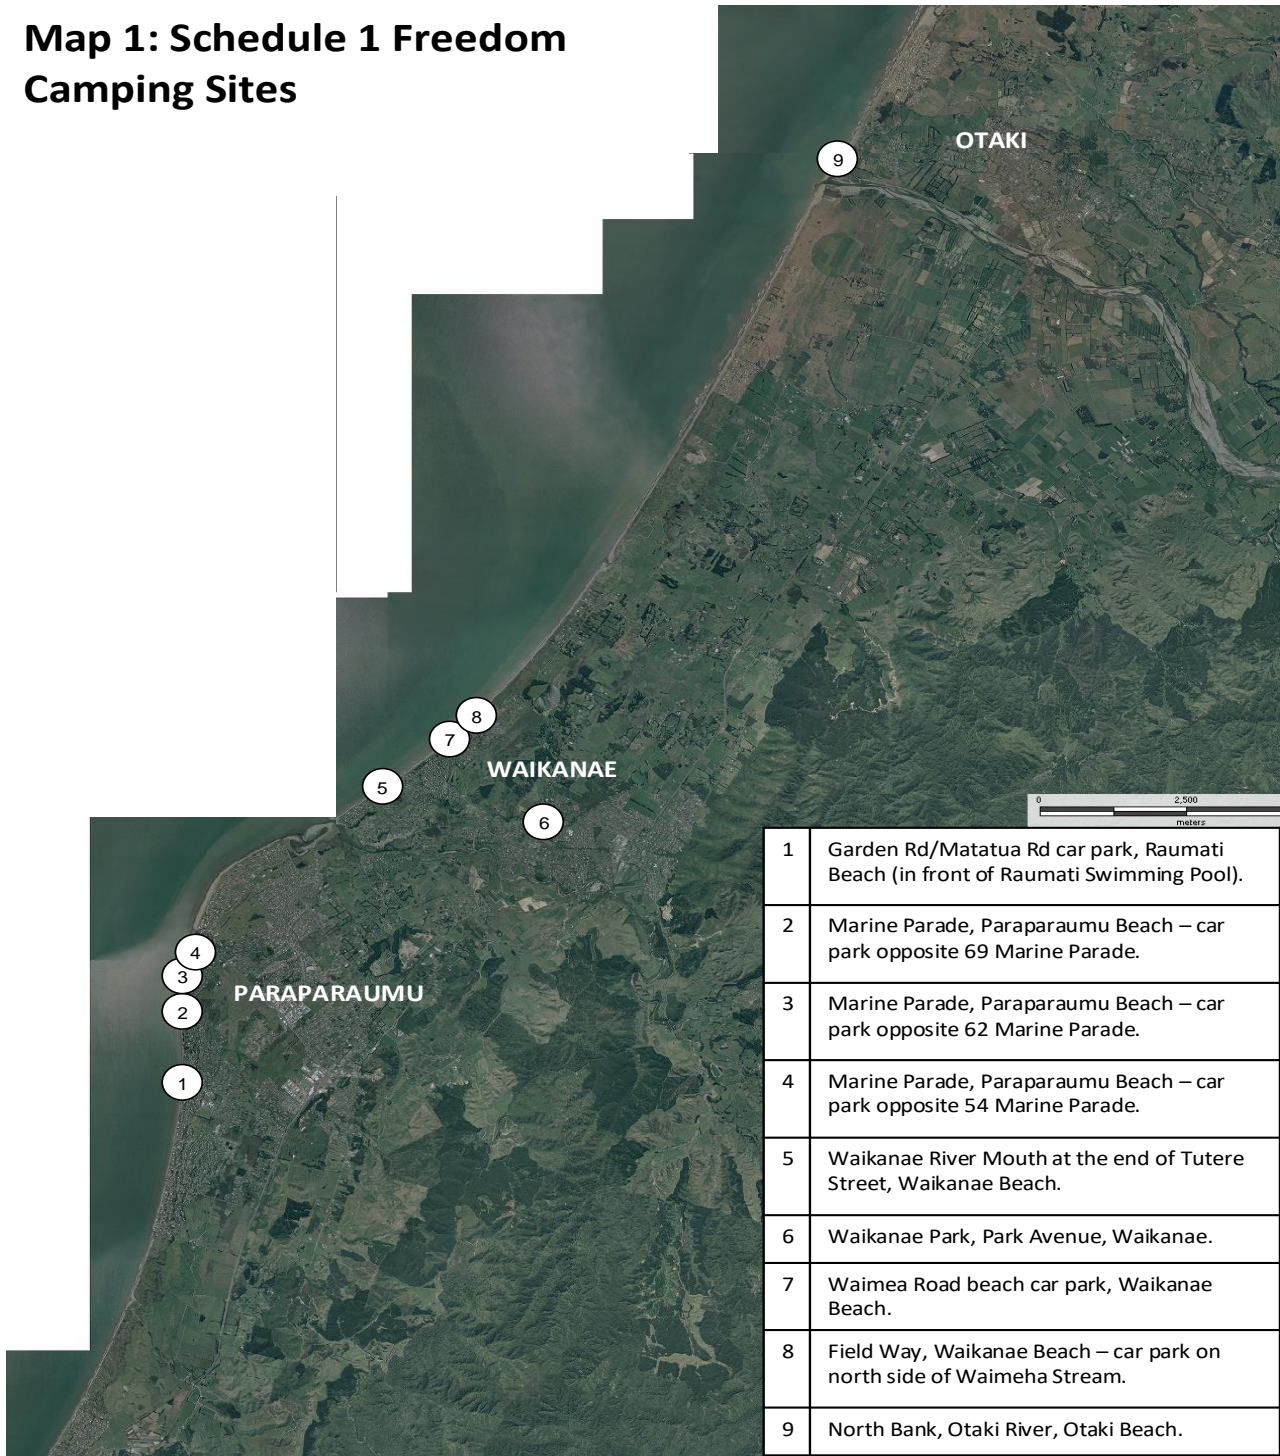 Map 1: Schedule 1 Freedom
Camping Sites
OTAKI
9
8
7
WAIKANAE
5
6
0 2,500
meters
4
3
PARAPARAUMU
2
1
1 Garden Rd/Matatua Rd car park, Raumati
Beach (in front of Raumati Swimming Pool).
2 Marine Parade, Paraparaumu Beach – car
park opposite 69 Marine Parade.
3 Marine Parade, Paraparaumu Beach – car
park opposite 62 Marine Parade.
4 Marine Parade, Paraparaumu Beach – car
park opposite 54 Marine Parade.
5 Waikanae River Mouth at the end of Tutere
Street, Waikanae Beach.
6 Waikanae Park, Park Avenue, Waikanae.
7 Waimea Road beach car park, Waikanae
Beach.
8 Field Way, Waikanae Beach – car park on
north side of Waimeha Stream.
9 North Bank, Otaki River, Otaki Beach.